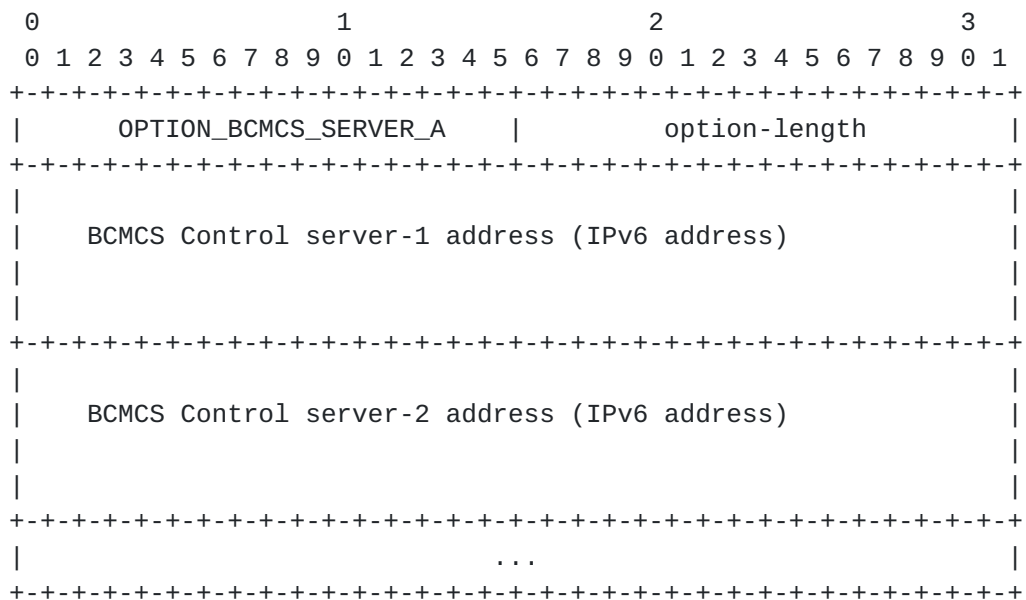 0                   1                   2                   3
 0 1 2 3 4 5 6 7 8 9 0 1 2 3 4 5 6 7 8 9 0 1 2 3 4 5 6 7 8 9 0 1
+-+-+-+-+-+-+-+-+-+-+-+-+-+-+-+-+-+-+-+-+-+-+-+-+-+-+-+-+-+-+-+-+
|      OPTION_BCMCS_SERVER_A    |         option-length         |
+-+-+-+-+-+-+-+-+-+-+-+-+-+-+-+-+-+-+-+-+-+-+-+-+-+-+-+-+-+-+-+-+
|                                                               |
|    BCMCS Control server-1 address (IPv6 address)              |
|                                                               |
|                                                               |
+-+-+-+-+-+-+-+-+-+-+-+-+-+-+-+-+-+-+-+-+-+-+-+-+-+-+-+-+-+-+-+-+
|                                                               |
|    BCMCS Control server-2 address (IPv6 address)              |
|                                                               |
|                                                               |
+-+-+-+-+-+-+-+-+-+-+-+-+-+-+-+-+-+-+-+-+-+-+-+-+-+-+-+-+-+-+-+-+
|                              ...                              |
+-+-+-+-+-+-+-+-+-+-+-+-+-+-+-+-+-+-+-+-+-+-+-+-+-+-+-+-+-+-+-+-+